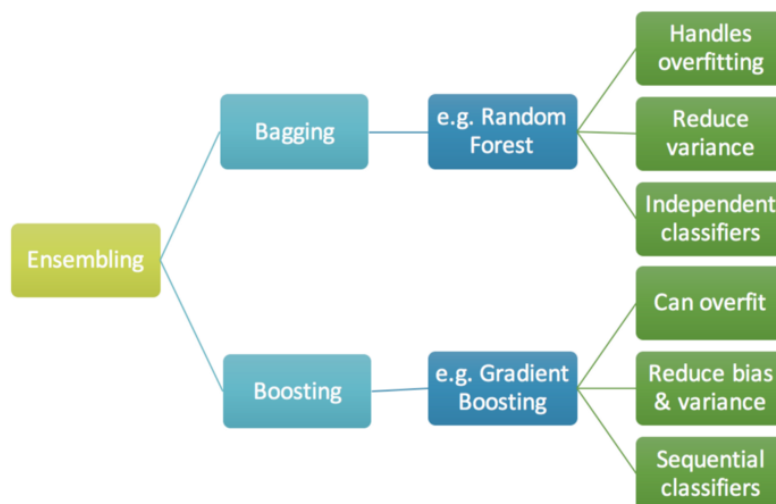 Ensembling
Bagging
e.g. Random
Forest
Handles
overfitting
Reduce
variance
Independent
classifiers
Boosting
e.g. Gradient
Boosting
Can overfit
Reduce bias
& variance
Sequential
classifiers